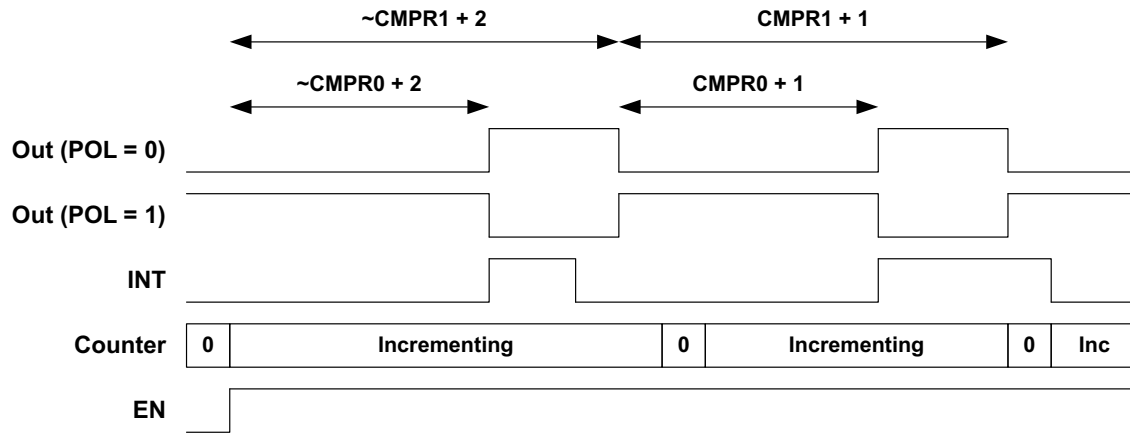 ~CMPR1 + 2 CMPR1 + 1
~CMPR0 + 2 CMPR0 + 1
Out (POL = 0)
Out (POL = 1)
INT
Counter 0 Incrementing 0 Incrementing 0 Inc
EN